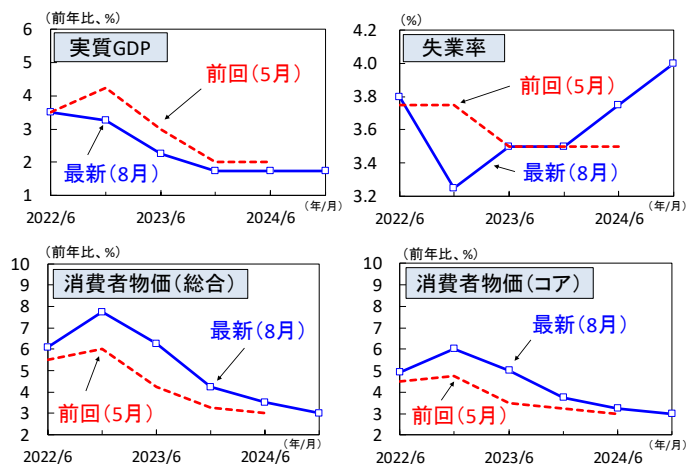 (前年比、%)
実質GDP
前回(5月)
最新(8月)
6
5
4
3
2
1
2022/6
2023/6
2024/6
(年/月)
(%)
失業率
前回(5月)
最新(8月)
4.2
4.0
3.8
3.6
3.4
3.2
2022/6
2023/6
2024/6
(年/月)
(前年比、%)
消費者物価(総合)
最新(8月)
前回(5月)
10
9
8
7
6
5
4
3
2
2022/6
2023/6
2024/6
(年/月)
(前年比、%)
消費者物価(コア)
最新(8月)
前回(5月)
10
9
8
7
6
5
4
3
2
2022/6
2023/6
2024/6
(年/月)